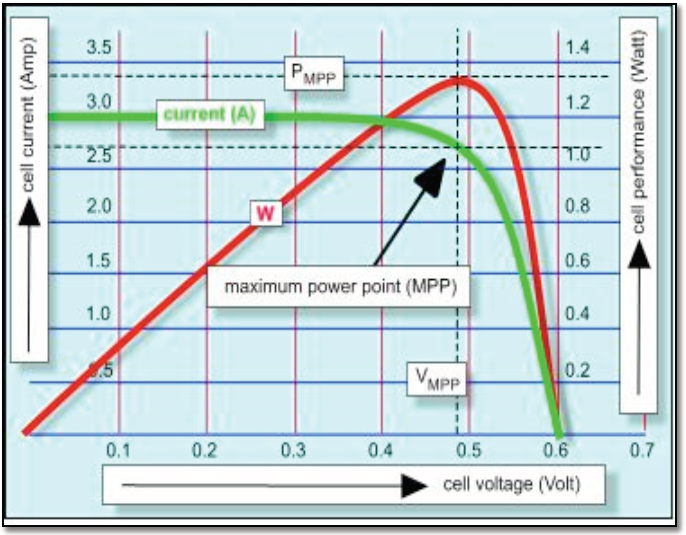 cell current (Amp)
3.5
3.0
2.5
2.0
1.5
1.0
0.5
P MPP
current (A)
W
maximum power point (MPP)
V MPP
1.4
1.2
1.0
0.8
0.6
0.4
0.2
cell performance (Watt)
0.1 0.2 0.3 0.4 0.5 0.6 0.7
cell voltage (Volt)